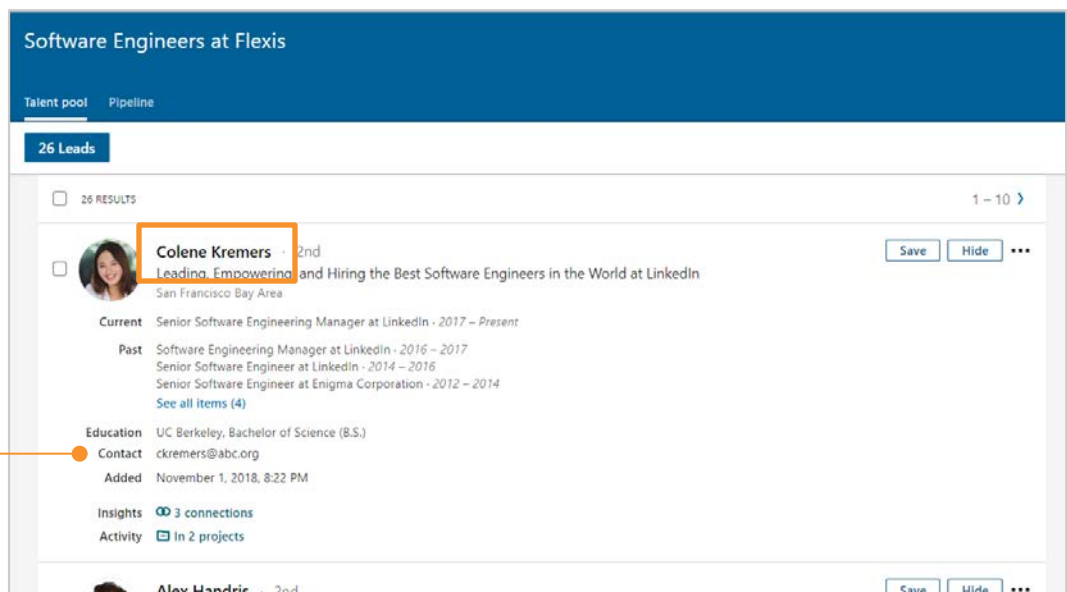 Software Engineers at Flexis
Talent pool Pipeline
26 Leads
26 RESULTS 1 – 10
Colene Kremers · 2nd Save Hide
Leading, Empowering, and Hiring the Best Software Engineers in the World at LinkedIn
San Francisco Bay Area
Current Senior Software Engineering Manager at LinkedIn · 2017 – Present
Past Software Engineering Manager at LinkedIn · 2016 – 2017
Senior Software Engineer at LinkedIn · 2014 – 2016
Senior Software Engineer at Enigma Corporation · 2012 – 2014
See all items (4)
Education UC Berkeley, Bachelor of Science (B.S.)
Contact ckremers@abc.org
Added November 1, 2018, 8:22 PM
Insights 3 connections
Activity In 2 projects
Alex Handris · 2nd Save Hide